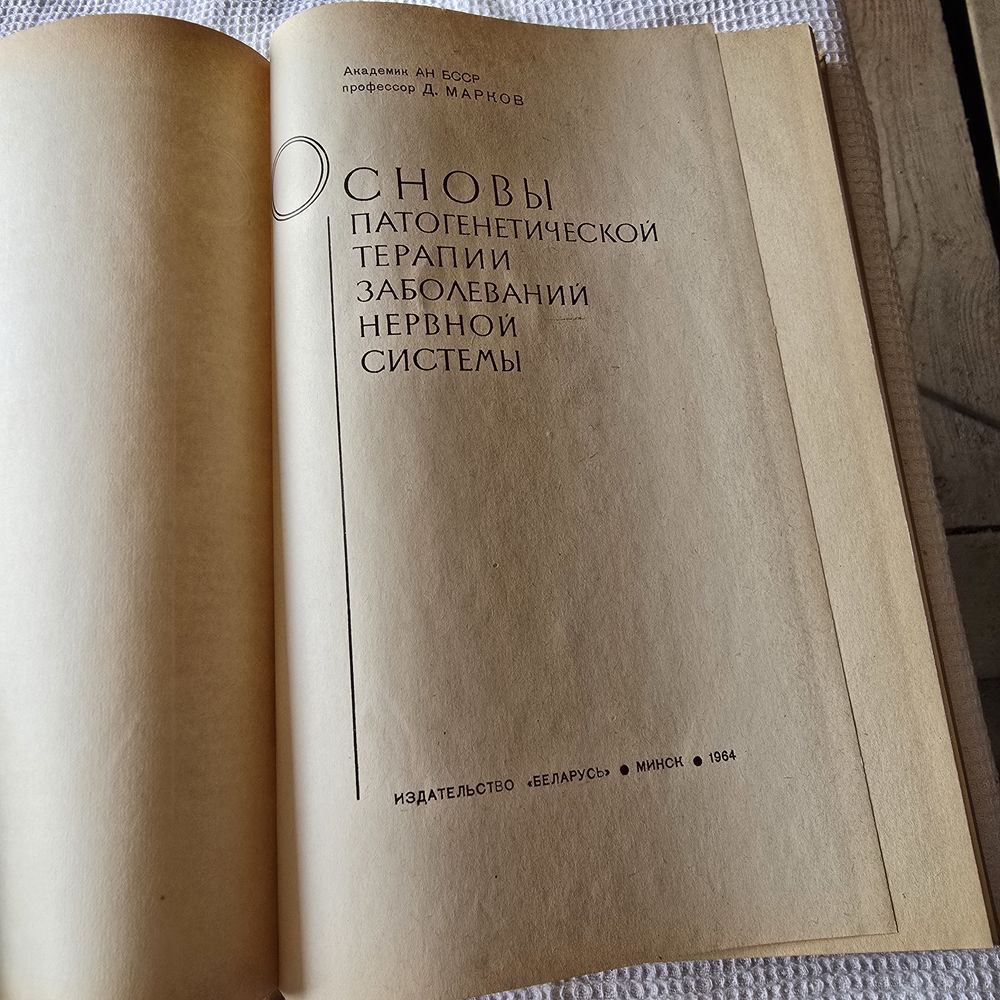 Академик АН БССР
профессор Д. МАРКОВ
ОСНОВЫ
ПАТОГЕНЕТИЧЕСКОЙ
ТЕРАПИИ
ЗАБОЛЕВАНИЙ
НЕРВНОЙ
СИСТЕМЫ
ИЗДАТЕЛЬСТВО «БЕЛАРУСЬ» ● МИНСК ● 1964